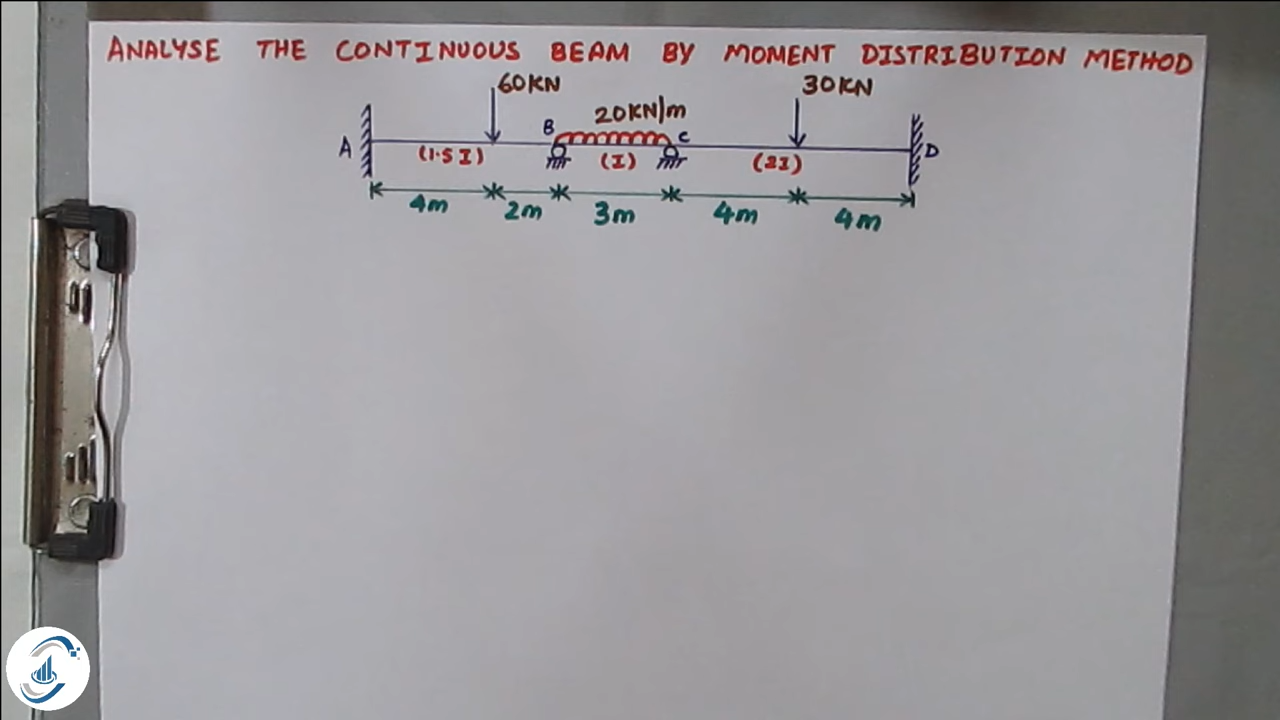 ANALYSE THE CONTINUOUS BEAM BY MOMENT DISTRIBUTION METHOD
60KN 30KN
20KN/m
B C
A D
(1.5I) (I) (2I)
4m 2m 3m 4m 4m